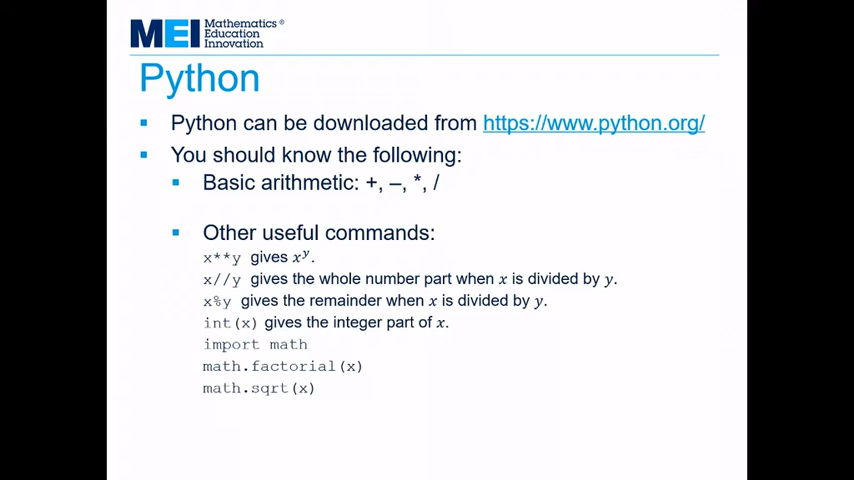 MEI Mathematics ®
Education
Innovation
Python
▪ Python can be downloaded from https://www.python.org/
▪ You should know the following:
▪ Basic arithmetic: +, –, *, /
▪ Other useful commands:
x**y gives 𝑥^𝑦.
x//y gives the whole number part when 𝑥 is divided by 𝑦.
x%y gives the remainder when 𝑥 is divided by 𝑦.
int(x) gives the integer part of 𝑥.
import math
math.factorial(x)
math.sqrt(x)